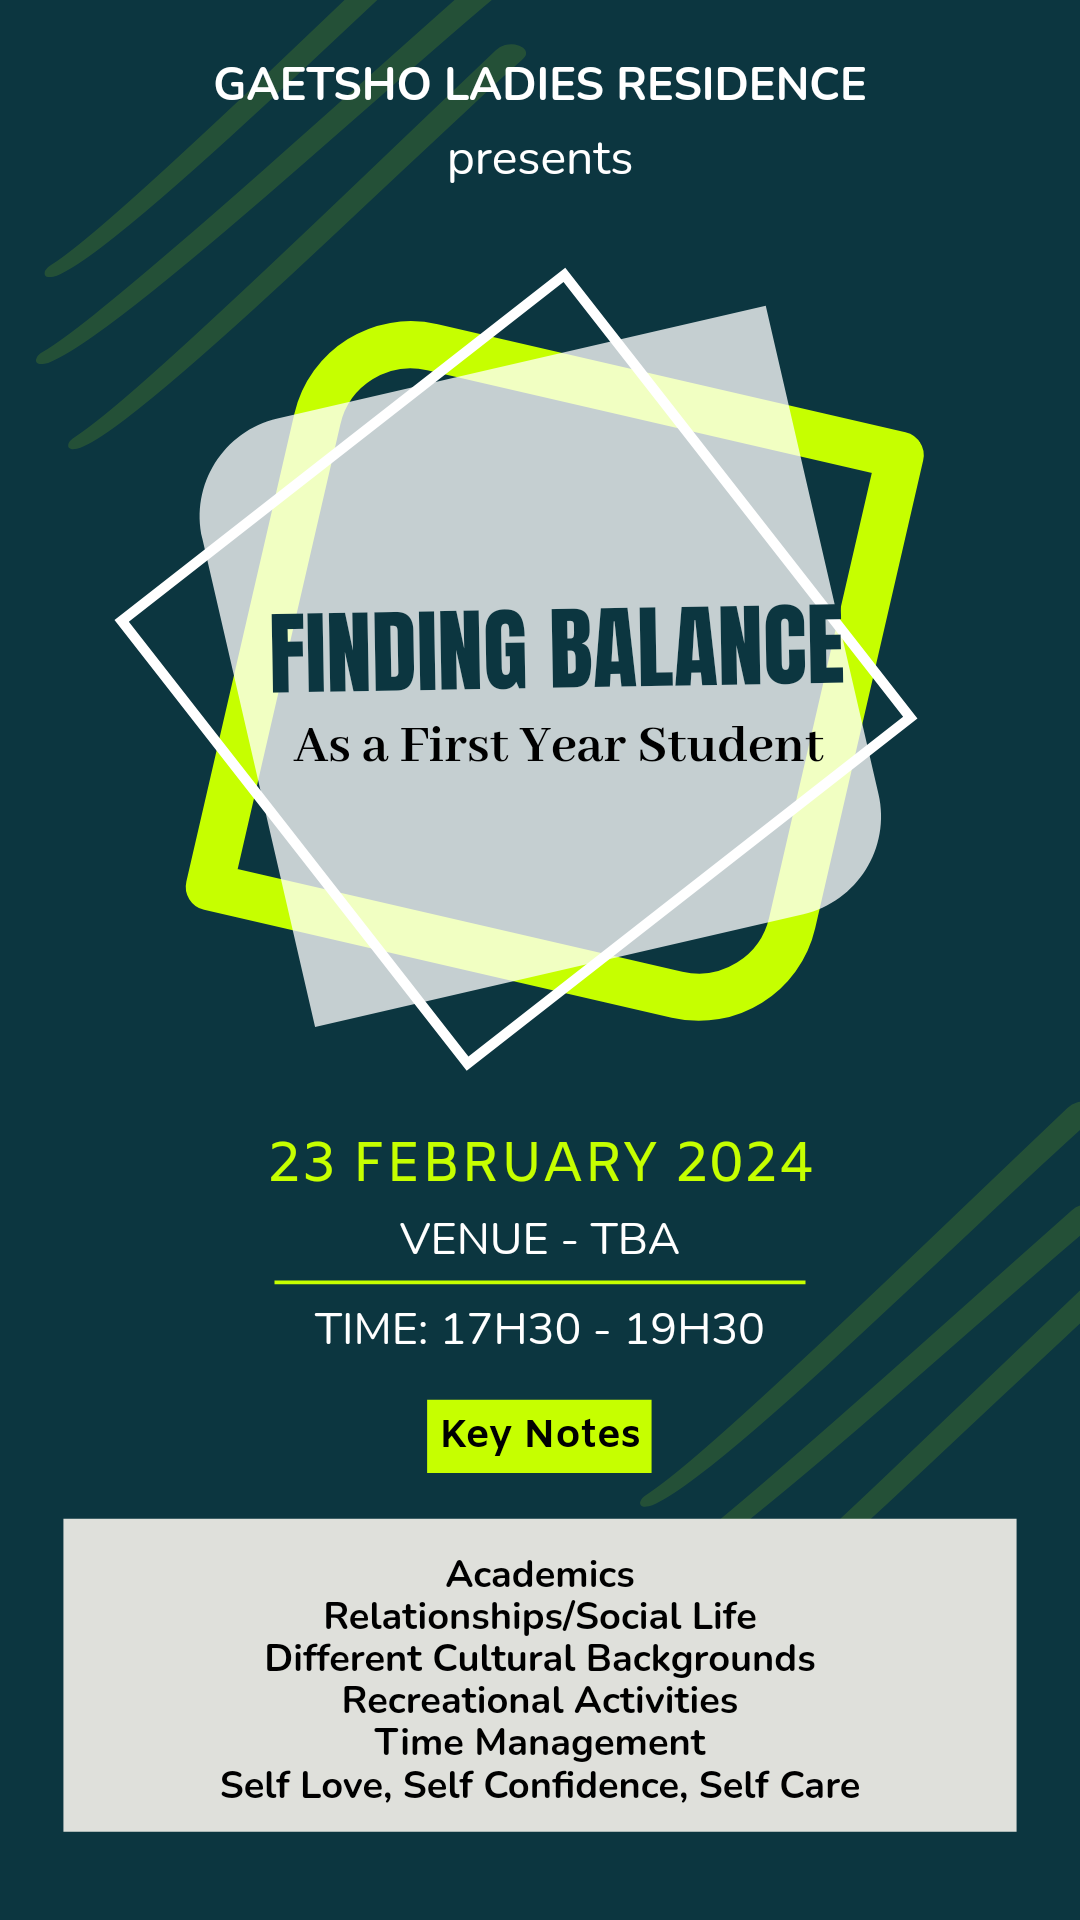 GAETSHO LADIES RESIDENCE
presents
FINDING BALANCE
As a First Year Student
23 FEBRUARY 2024
VENUE - TBA
TIME: 17H30 - 19H30
Key Notes
Academics
Relationships/Social Life
Different Cultural Backgrounds
Recreational Activities
Time Management
Self Love, Self Confidence, Self Care